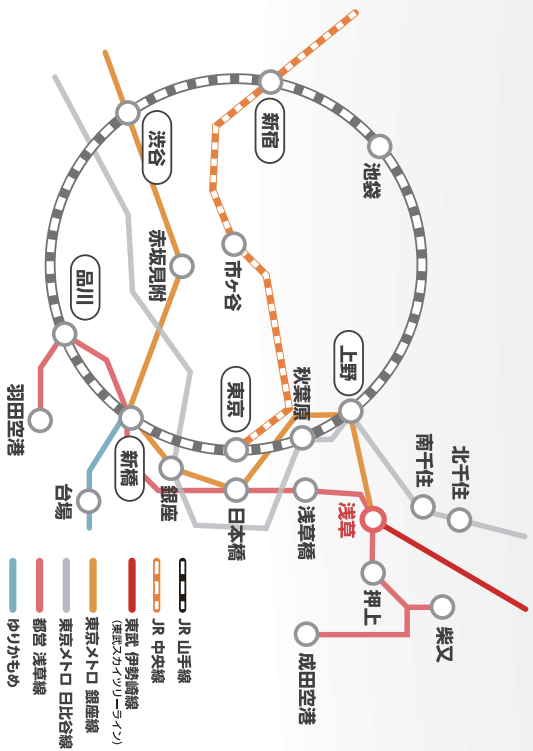 池袋
新宿
渋谷
市ヶ谷
赤坂見附
品川
上野
秋葉原
東京
南千住
北千住
新橋
羽田空港
銀座
台場
日本橋
浅草橋
浅草
押上
柴又
成田空港
JR 山手線
JR 中央線
東武 伊勢崎線
(東武スカイツリーライン)
東京メトロ 銀座線
東京メトロ 日比谷線
都営 浅草線
ゆりかもめ